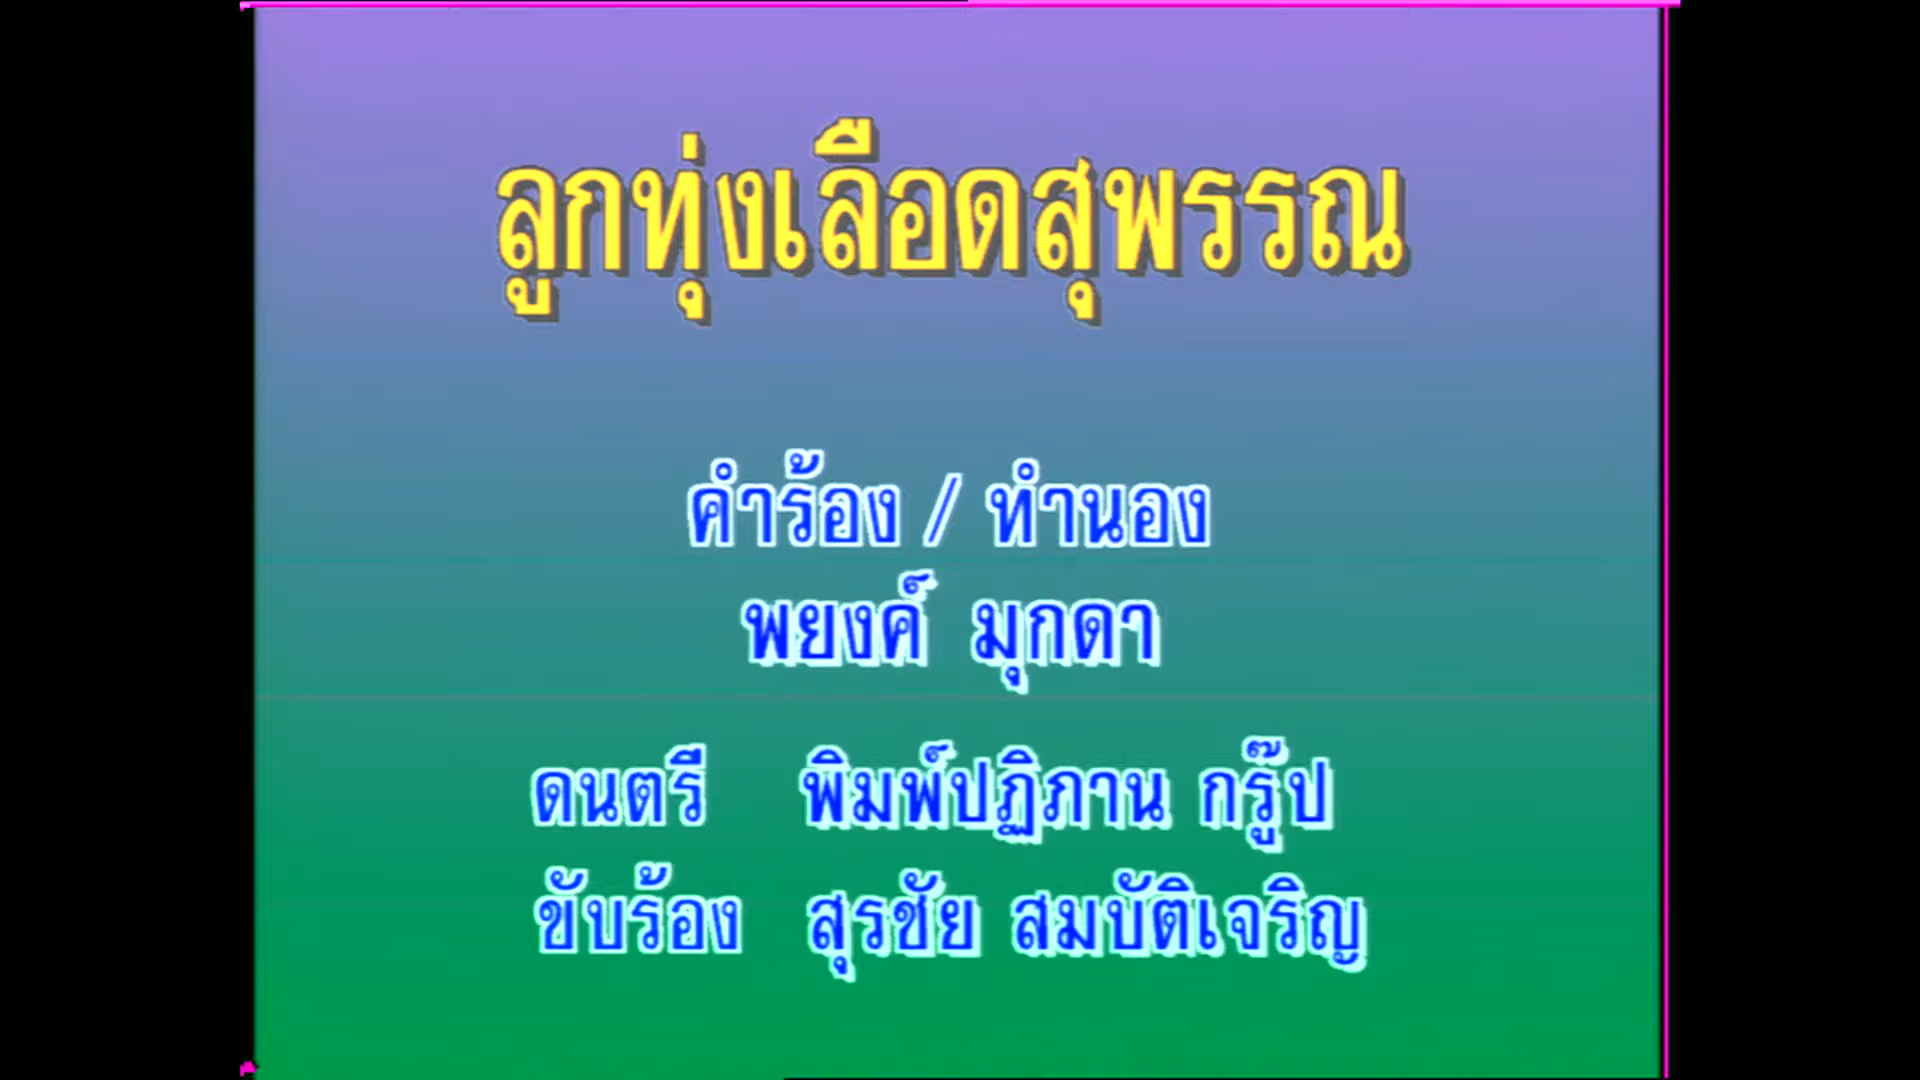 ลูกทุ่งเลือดสุพรรณ
คำร้อง / ทำนอง
พยงค์ มุกดา
ดนตรี พิมพ์ปฏิภาน กรู๊ป
ขับร้อง สุรชัย สมบัติเจริญ